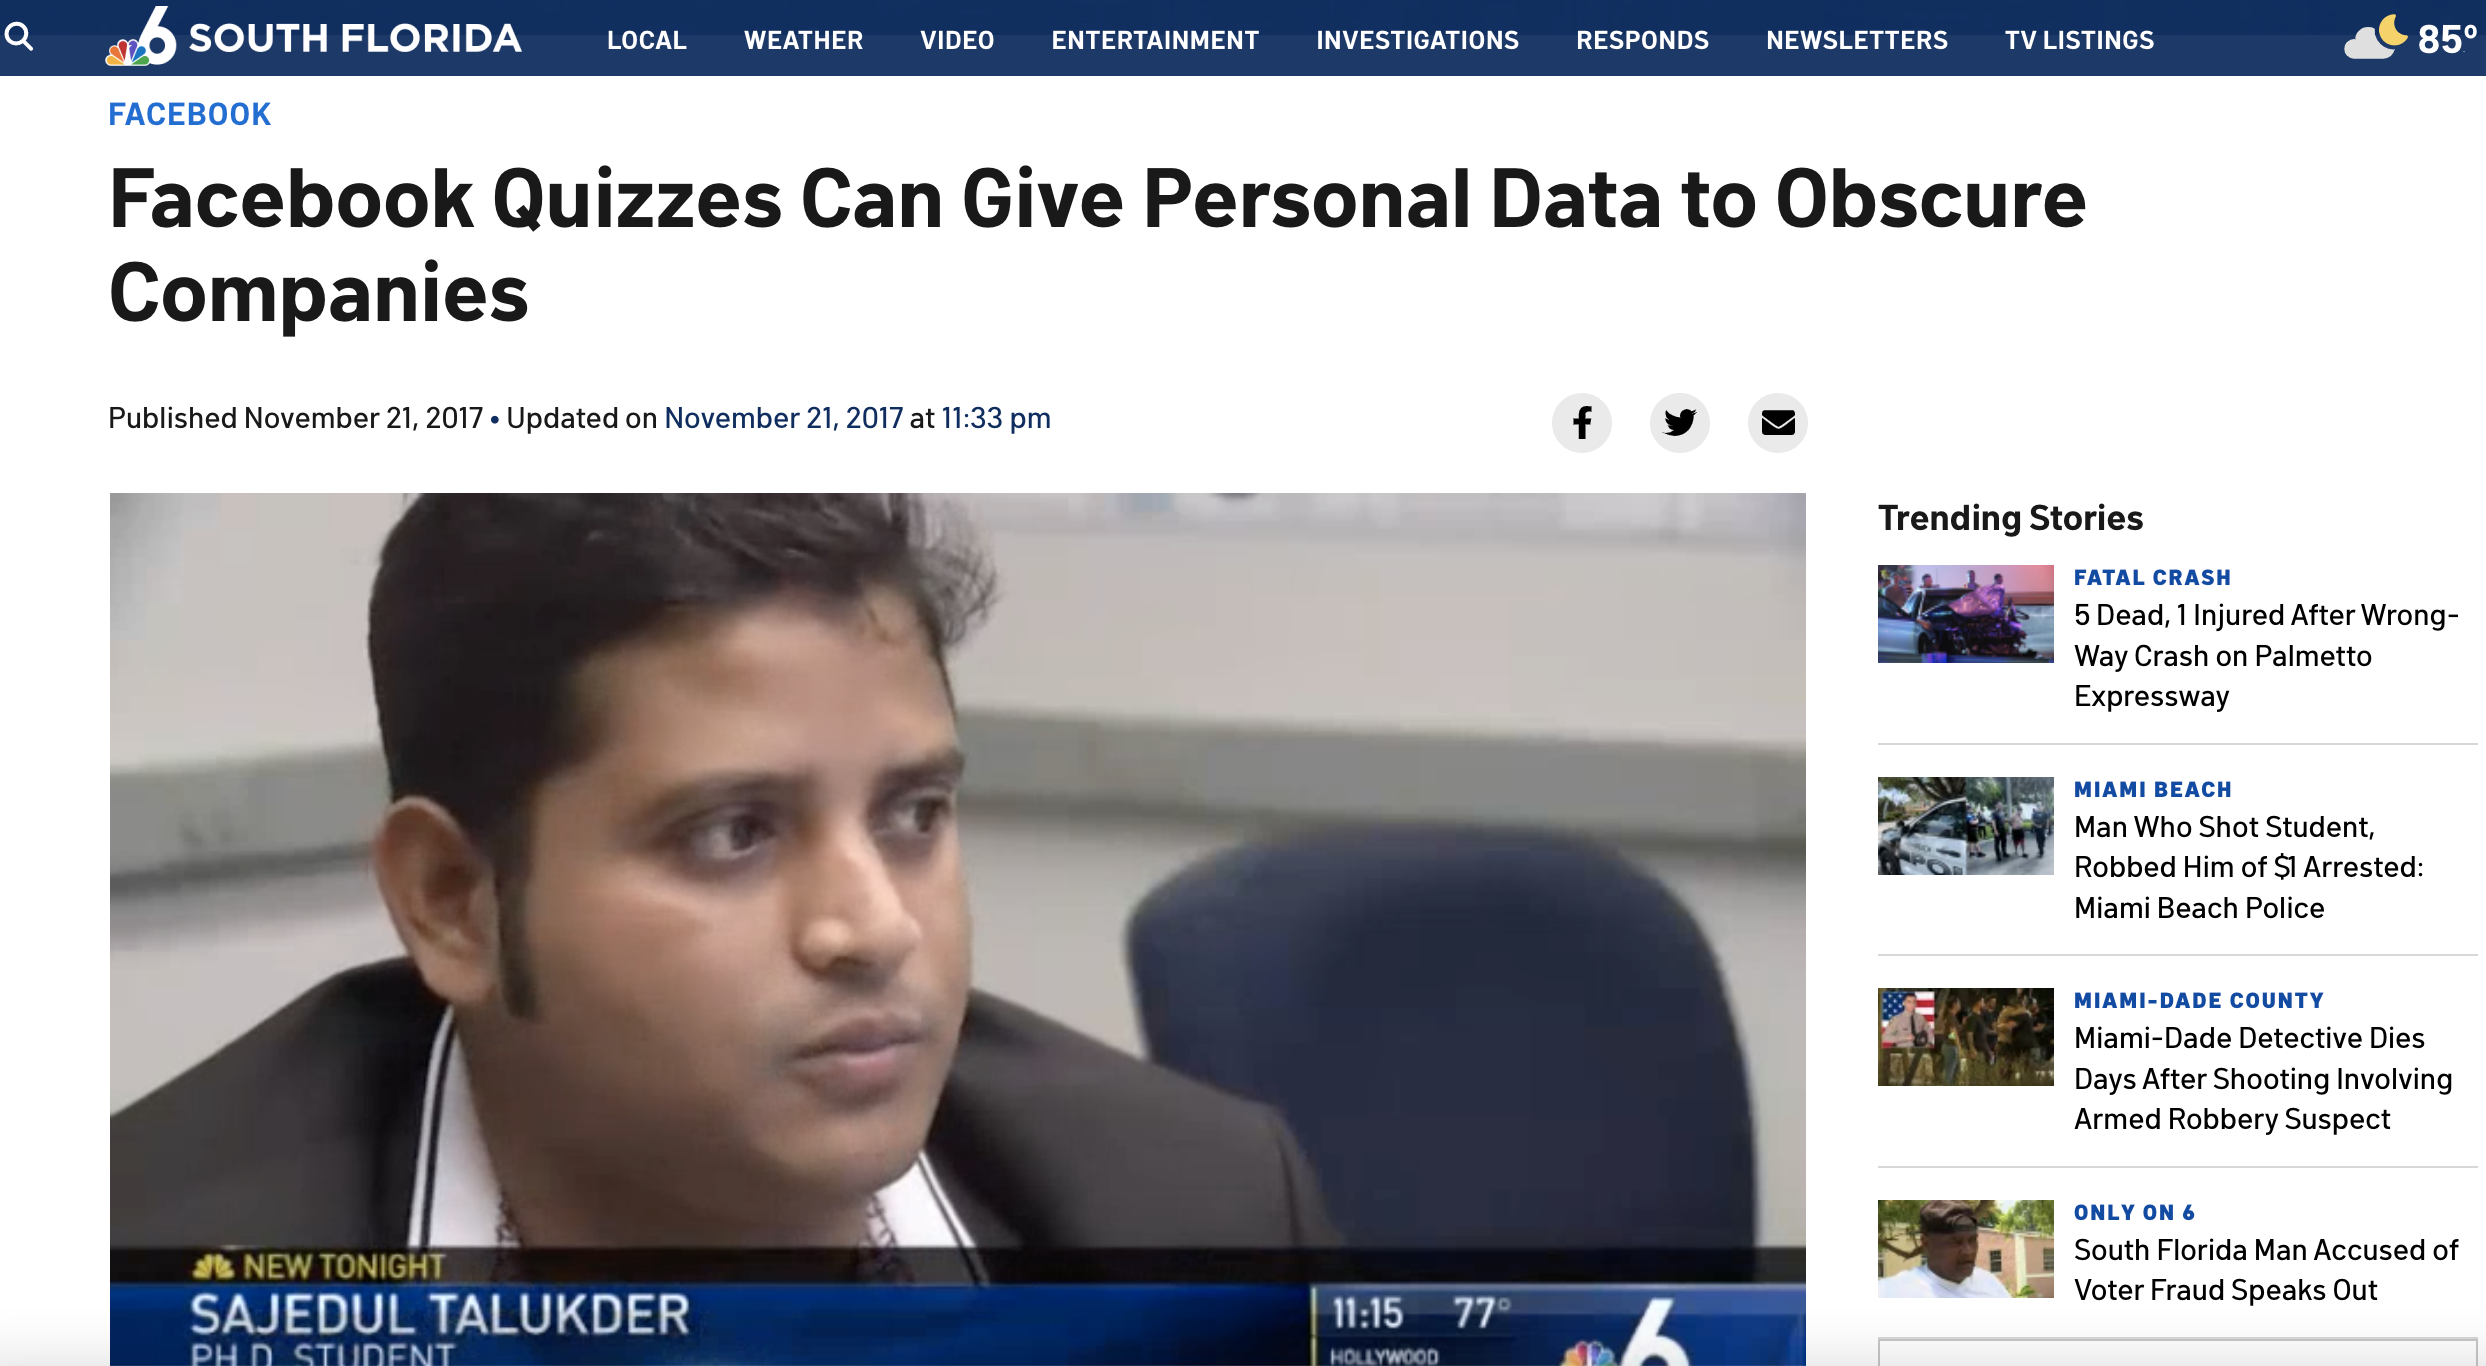 6 SOUTH FLORIDA
LOCAL
WEATHER
VIDEO
ENTERTAINMENT
INVESTIGATIONS
RESPONDS
NEWSLETTERS
TV LISTINGS
85º
FACEBOOK
Facebook Quizzes Can Give Personal Data to Obscure
Companies
Published November 21, 2017 • Updated on November 21, 2017 at 11:33 pm
NEW TONIGHT
SAJEDUL TALUKDER
PH.D. STUDENT
11:15 77°
HOLLYWOOD
6
Trending Stories
FATAL CRASH
5 Dead, 1 Injured After Wrong-
Way Crash on Palmetto
Expressway
MIAMI BEACH
Man Who Shot Student,
Robbed Him of $1 Arrested:
Miami Beach Police
MIAMI-DADE COUNTY
Miami-Dade Detective Dies
Days After Shooting Involving
Armed Robbery Suspect
ONLY ON 6
South Florida Man Accused of
Voter Fraud Speaks Out